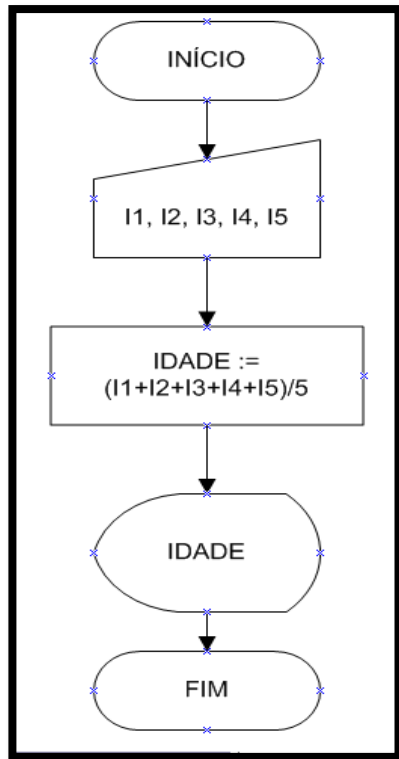 INÍCIO
I1, I2, I3, I4, I5
IDADE :=
(I1+I2+I3+I4+I5)/5
IDADE
FIM